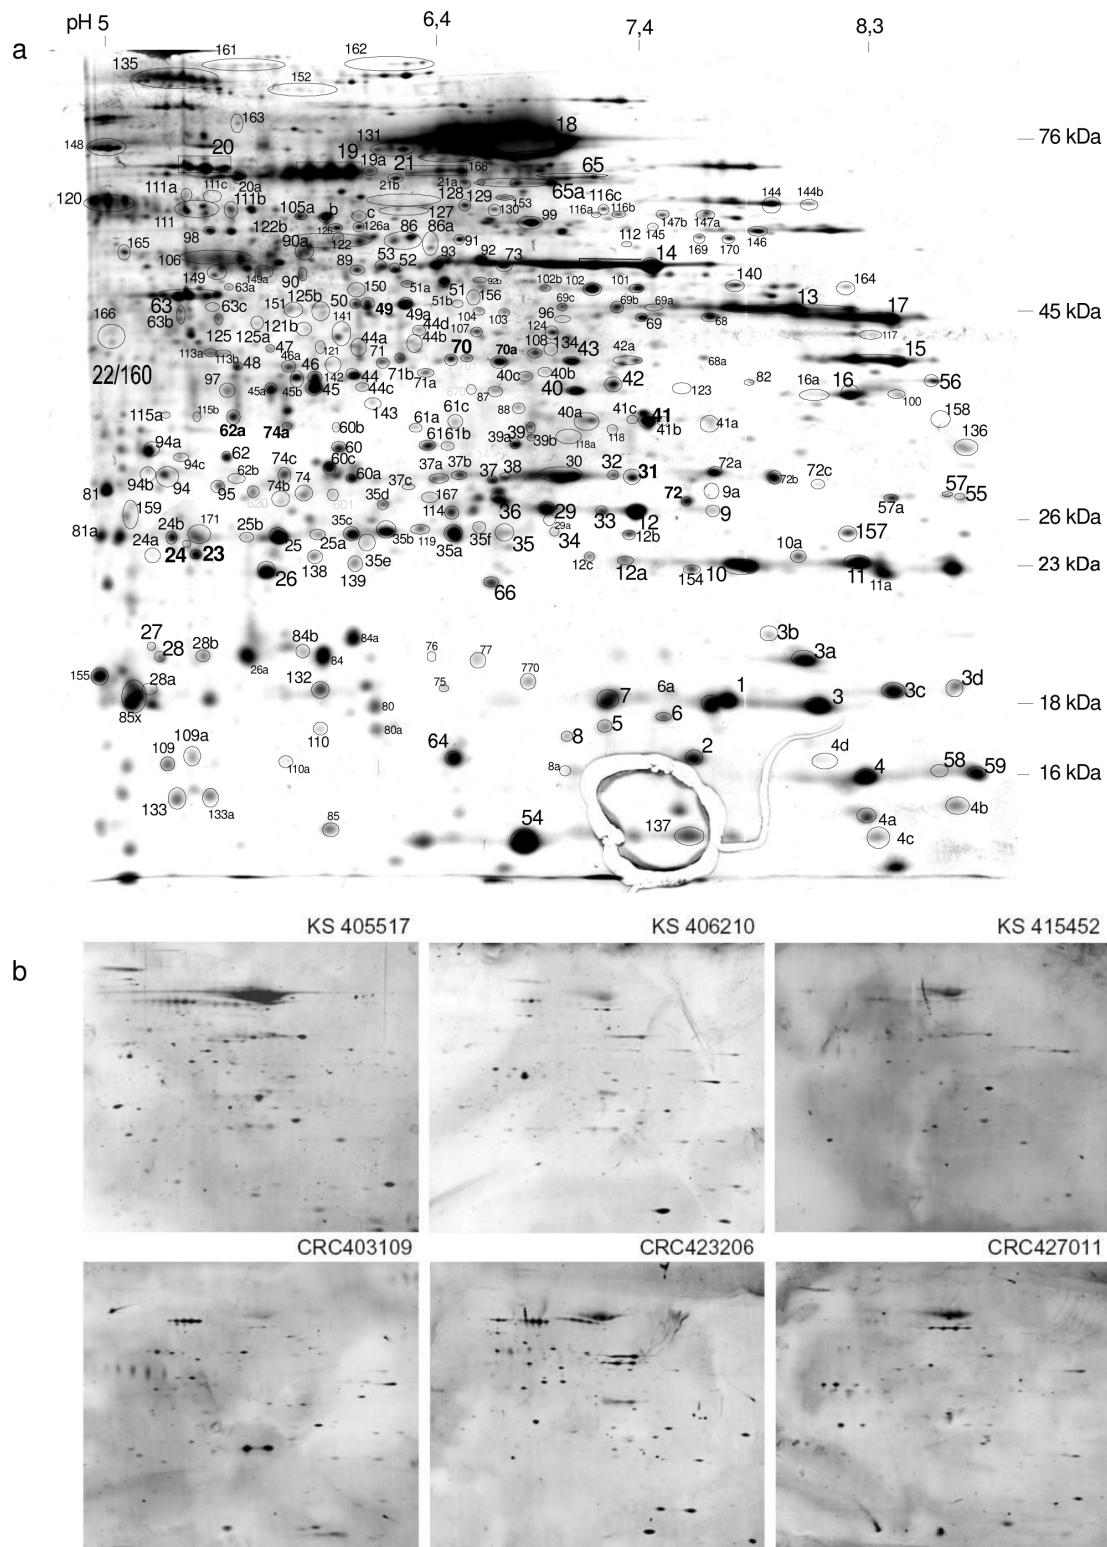 pH 5 6,4 7,4 8,3
a
161 162
135
152
163
76 kDa
148 131 18
20 19 19a 21 168 65
111a 111c 20a 21b 21a 65a 116c
120 128 129 153 144 144b
111 111b 105a b c 127 130 99 116a 116b 147b 147a
98 122b 126 126a 86 86a 145 146
165 90a 122 91 112 169 170
106 89 53 52 93 92 73 14
149 149a 90 102b 102 101 140 164
63a 150 51a 51 92b
63 63c 151 125b 50 49 49a 51b 156 69c 69b 69a 13 17 45 kDa
63b 141 104 103 96 69 68
166 125 125a 121b 44d 107 124 117
113a 113b 47 121 44a 44b 70 108 134
48 46a 71 70a 43 42a 68a 15
22/160 46 142 44 71b 71a 40c 40b 42 82 16a 16 56
97 45a 45b 45 44c 870 87 40 123 100
115a 115b 143 61c 88 40a 41c 41 158
62a 74a 60b 61a 39 118 41b 41a
94a 60 61 61b 39a 39b 118a 136
94c 62 74c 60c 37a 37b 38 30 32 31 72a 72c
94b 94 62b 74 60a 37c 37 72b 57
81 95 74b 167 72 9a 55
159 620 601 35d 36 57a
171 114 29 33 12 9 26 kDa
81a 24b 25b 35c 35b 119 35f 29a 157
24a 25 25a 35a 35 34 12b
24 23 138 35e 12c 12a 10a
139 154 10 11 23 kDa
26 66 11a
27 28 28b 84b 84a 76 77 3b 3a
26a 84
155 28a 132 75 770 6a 1 3c 3d
85x 80 7 3 18 kDa
110 80a 5 6
109 109a 64 8 2 4d
110a 8a 4 58 59 16 kDa
133 133a 4b
85 54 137 4a
4c
KS 405517 KS 406210 KS 415452
b
CRC403109 CRC423206 CRC427011